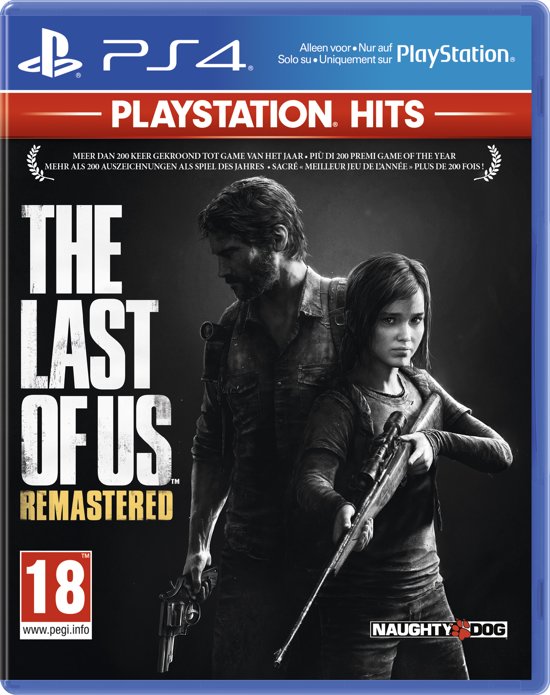 PS4
Alleen voor • Nur auf
Solo su • Uniquement sur
PlayStation®
PLAYSTATION® HITS
MEER DAN 200 KEER GEKROOND TOT GAME VAN HET JAAR • PIÙ DI 200 PREMI GAME OF THE YEAR
MEHR ALS 200 AUSZEICHNUNGEN ALS SPIEL DES JAHRES • SACRÉ « MEILLEUR JEU DE L'ANNÉE » PLUS DE 200 FOIS !
THE
LAST
OF US™
REMASTERED
18™
www.pegi.info
NAUGHTY DOG